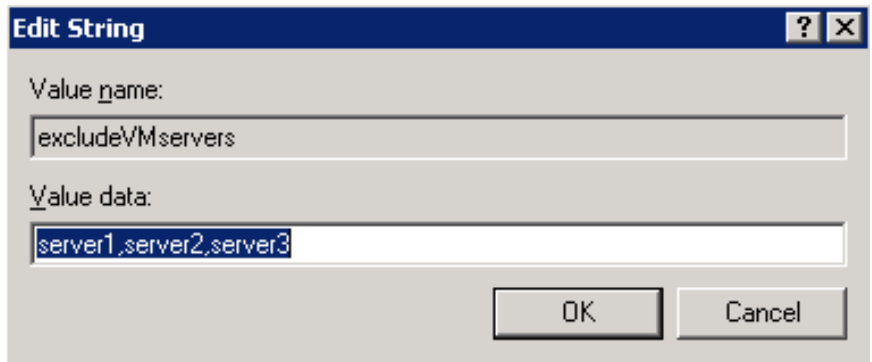 Edit String
Value name:
excludeVMservers
Value data:
server1,server2,server3
OK
Cancel